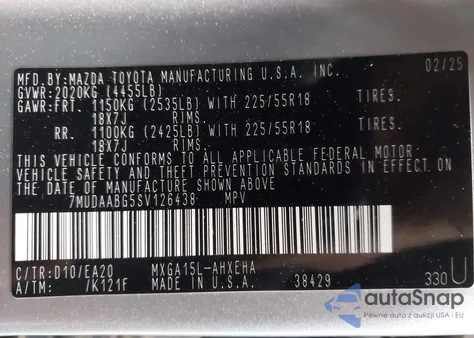 MFD.BY:MAZDA TOYOTA MANUFACTURING U.S.A. INC. 02/25
GVWR:2020KG (4455LB)
GAWR:FRT. 1150KG (2535LB) WITH 225/55R18 TIRES.
18X7J RIMS.
RR. 1100KG (2425LB) WITH 225/55R18 TIRES.
18X7J RIMS.
THIS VEHICLE CONFORMS TO ALL APPLICABLE FEDERAL MOTOR
VEHICLE SAFETY AND THEFT PREVENTION STANDARDS IN EFFECT ON
THE DATE OF MANUFACTURE SHOWN ABOVE
7MUDAABG5SV126438 MPV
C/TR:D10/EA20 MXGA15L-AHXEHA 330 U
A/TM: /K121F MADE IN U.S.A. 38429
autoSnap
Pewne auto z aukcji USA i EU